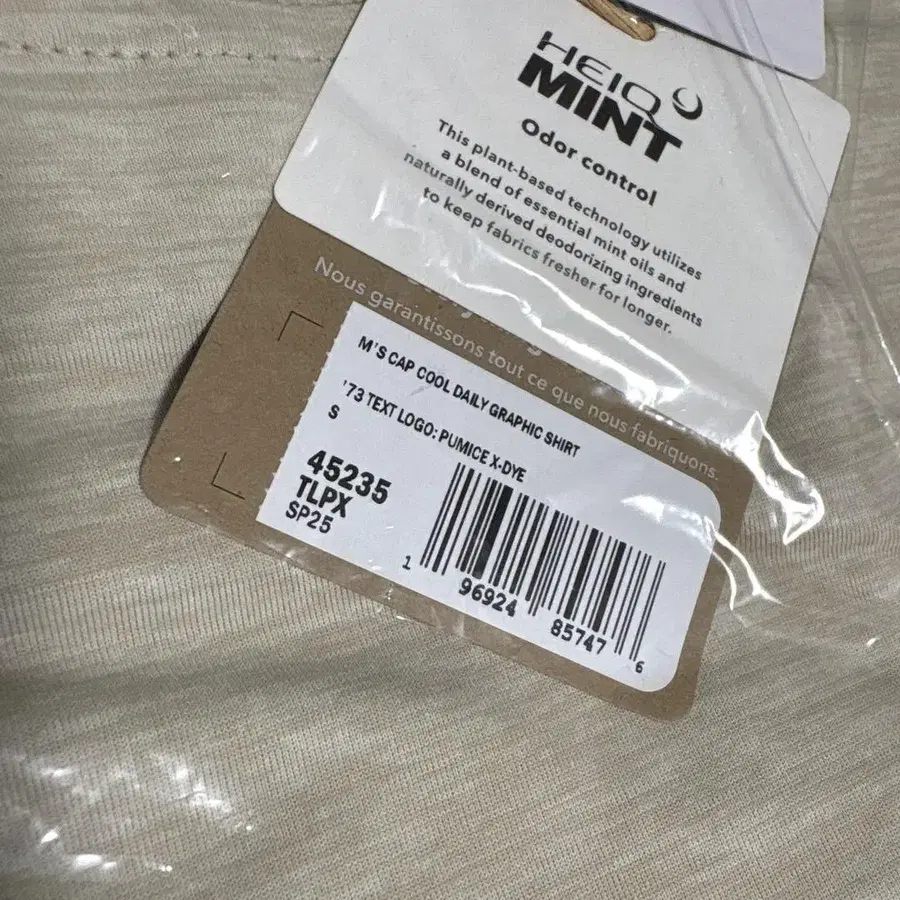 HEIQ
MINT
Odor control
This plant-based technology utilizes
a blend of essential mint oils and
naturally derived deodorizing ingredients
to keep fabrics fresher for longer.
Nous garantissons tout ce que nous fabriquons.
M'S CAP COOL DAILY GRAPHIC SHIRT
'73 TEXT LOGO: PUMICE X-DYE
S
45235
TLPX
SP25
1 96924 85747 6